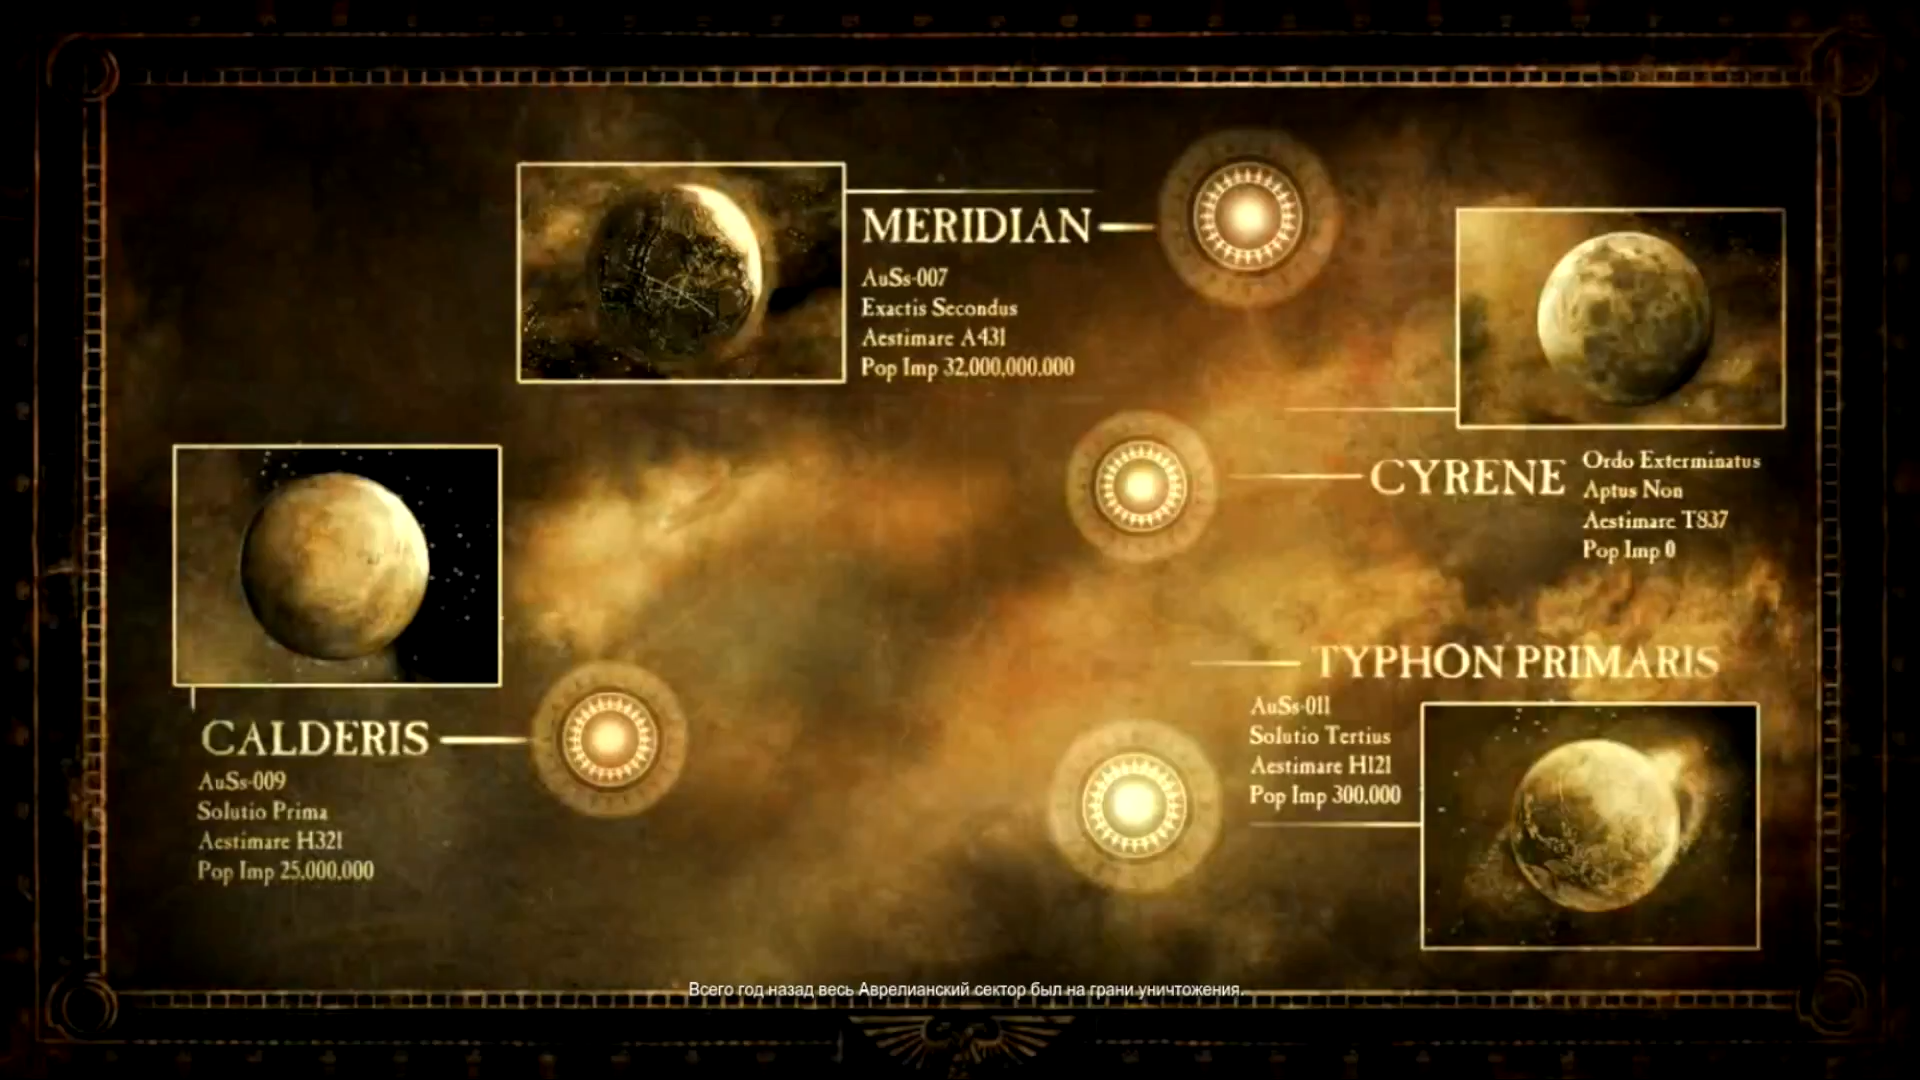 MERIDIAN
AuSs-007
Exactis Secondus
Aestimare A431
Pop Imp 32,000,000,000
CYRENE
Ordo Exterminatus
Aptus Non
Aestimare T837
Pop Imp 0
CALDERIS
AuSs-009
Solutio Prima
Aestimare H321
Pop Imp 25,000,000
TYPHON PRIMARIS
AuSs-011
Solutio Tertius
Aestimare H121
Pop Imp 300,000
Всего год назад весь Аврелианский сектор был на грани уничтожения.